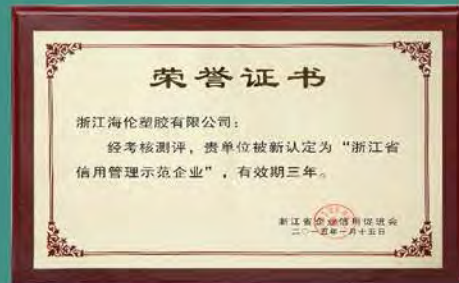 荣誉证书
浙江海伦塑胶有限公司：
经考核测评，贵单位被新认定为“浙江省
信用管理示范企业”，有效期三年。
浙江省企业信用促进会
二〇一五年一月十五日